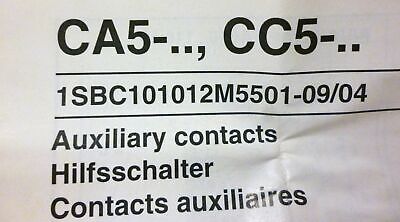 CA5-.., CC5-..
1SBC101012M5501-09/04
Auxiliary contacts
Hilfsschalter
Contacts auxiliaires